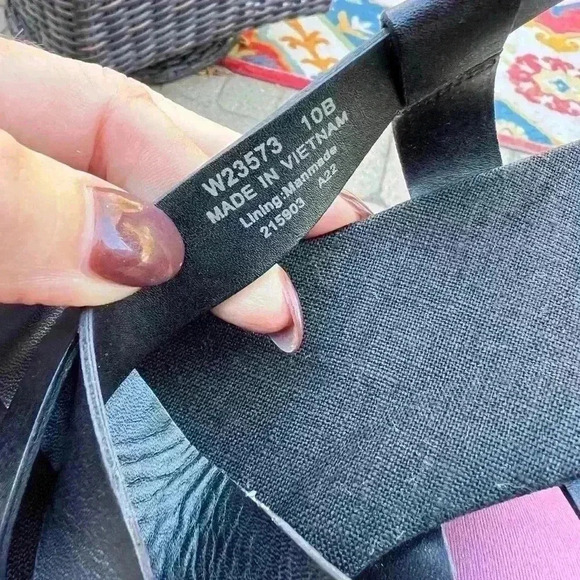 W23573 10B
MADE IN VIETNAM
Lining:Manmade
215903 A22